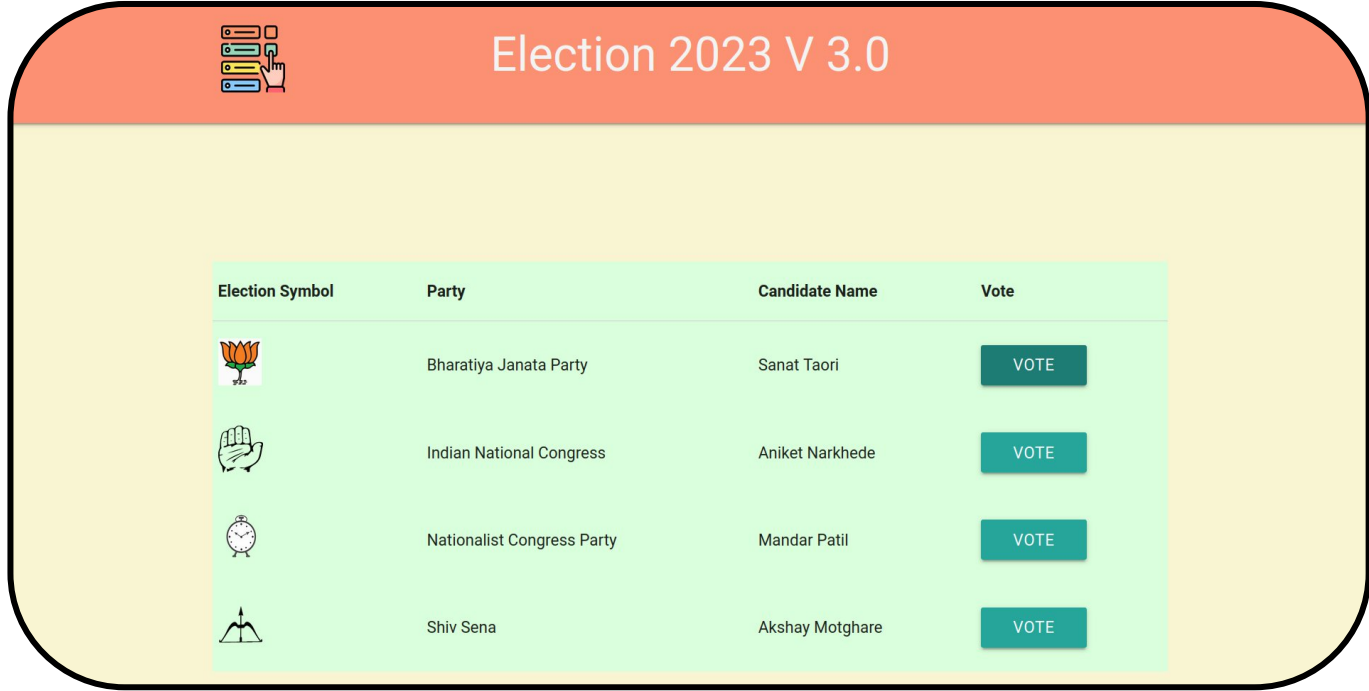 Election 2023 V 3.0
Election Symbol Party Candidate Name Vote
Bharatiya Janata Party Sanat Taori VOTE
Indian National Congress Aniket Narkhede VOTE
Nationalist Congress Party Mandar Patil VOTE
Shiv Sena Akshay Motghare VOTE